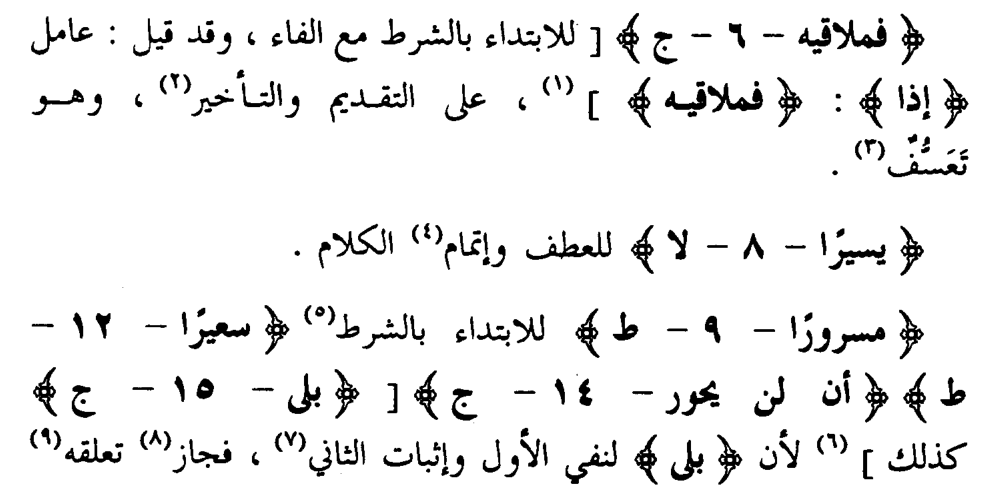 ﴿ فملاقيه – ٦ – ج ﴾ [ للابتداء بالشرط مع الفاء ، وقد قيل : عامل
﴿ إذا ﴾ : ﴿ فملاقيه ﴾ ] (١) ، على التقديم والتأخير(٢) ، وهو
تَعَسُّفٌ(٣) .
﴿ يسيرًا – ٨ – لا ﴾ للعطف وإتمام(٤) الكلام .
﴿ مسرورًا – ٩ – ط ﴾ للابتداء بالشرط(٥) ﴿ سعيرًا – ١٢ –
ط ﴾ ﴿ أن لن يحور – ١٤ – ج ﴾ [ ﴿ بلى – ١٥ – ج ﴾
كذلك ] (٦) لأن ﴿ بلى ﴾ لنفي الأول وإثبات الثاني(٧) ، فجاز(٨) تعلقه(٩)